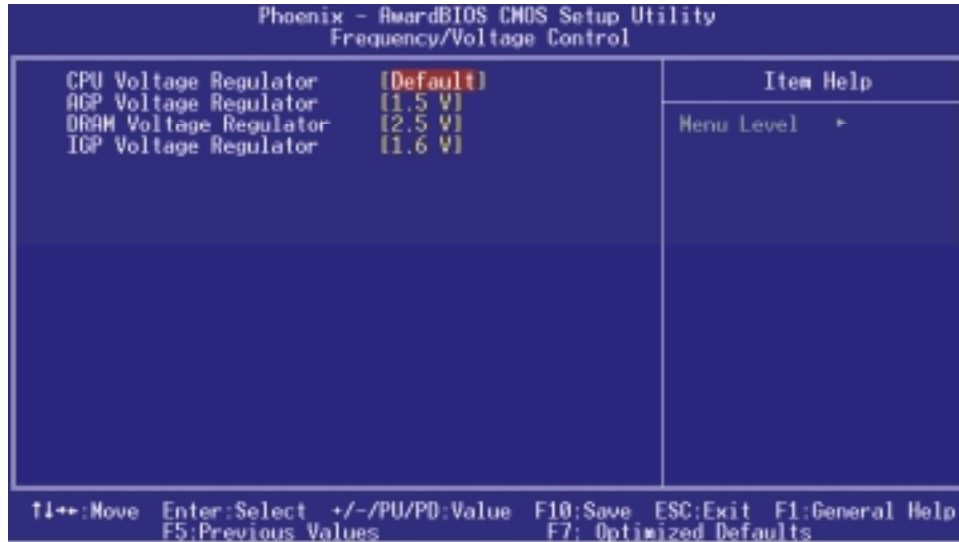 Phoenix - AwardBIOS CMOS Setup Utility
Frequency/Voltage Control
CPU Voltage Regulator [Default]
AGP Voltage Regulator [1.5 V]
DRAM Voltage Regulator [2.5 V]
IGP Voltage Regulator [1.6 V]
Item Help
Menu Level ►
↑↓→←:Move Enter:Select +/-/PU/PD:Value F10:Save ESC:Exit F1:General Help
F5:Previous Values F7: Optimized Defaults